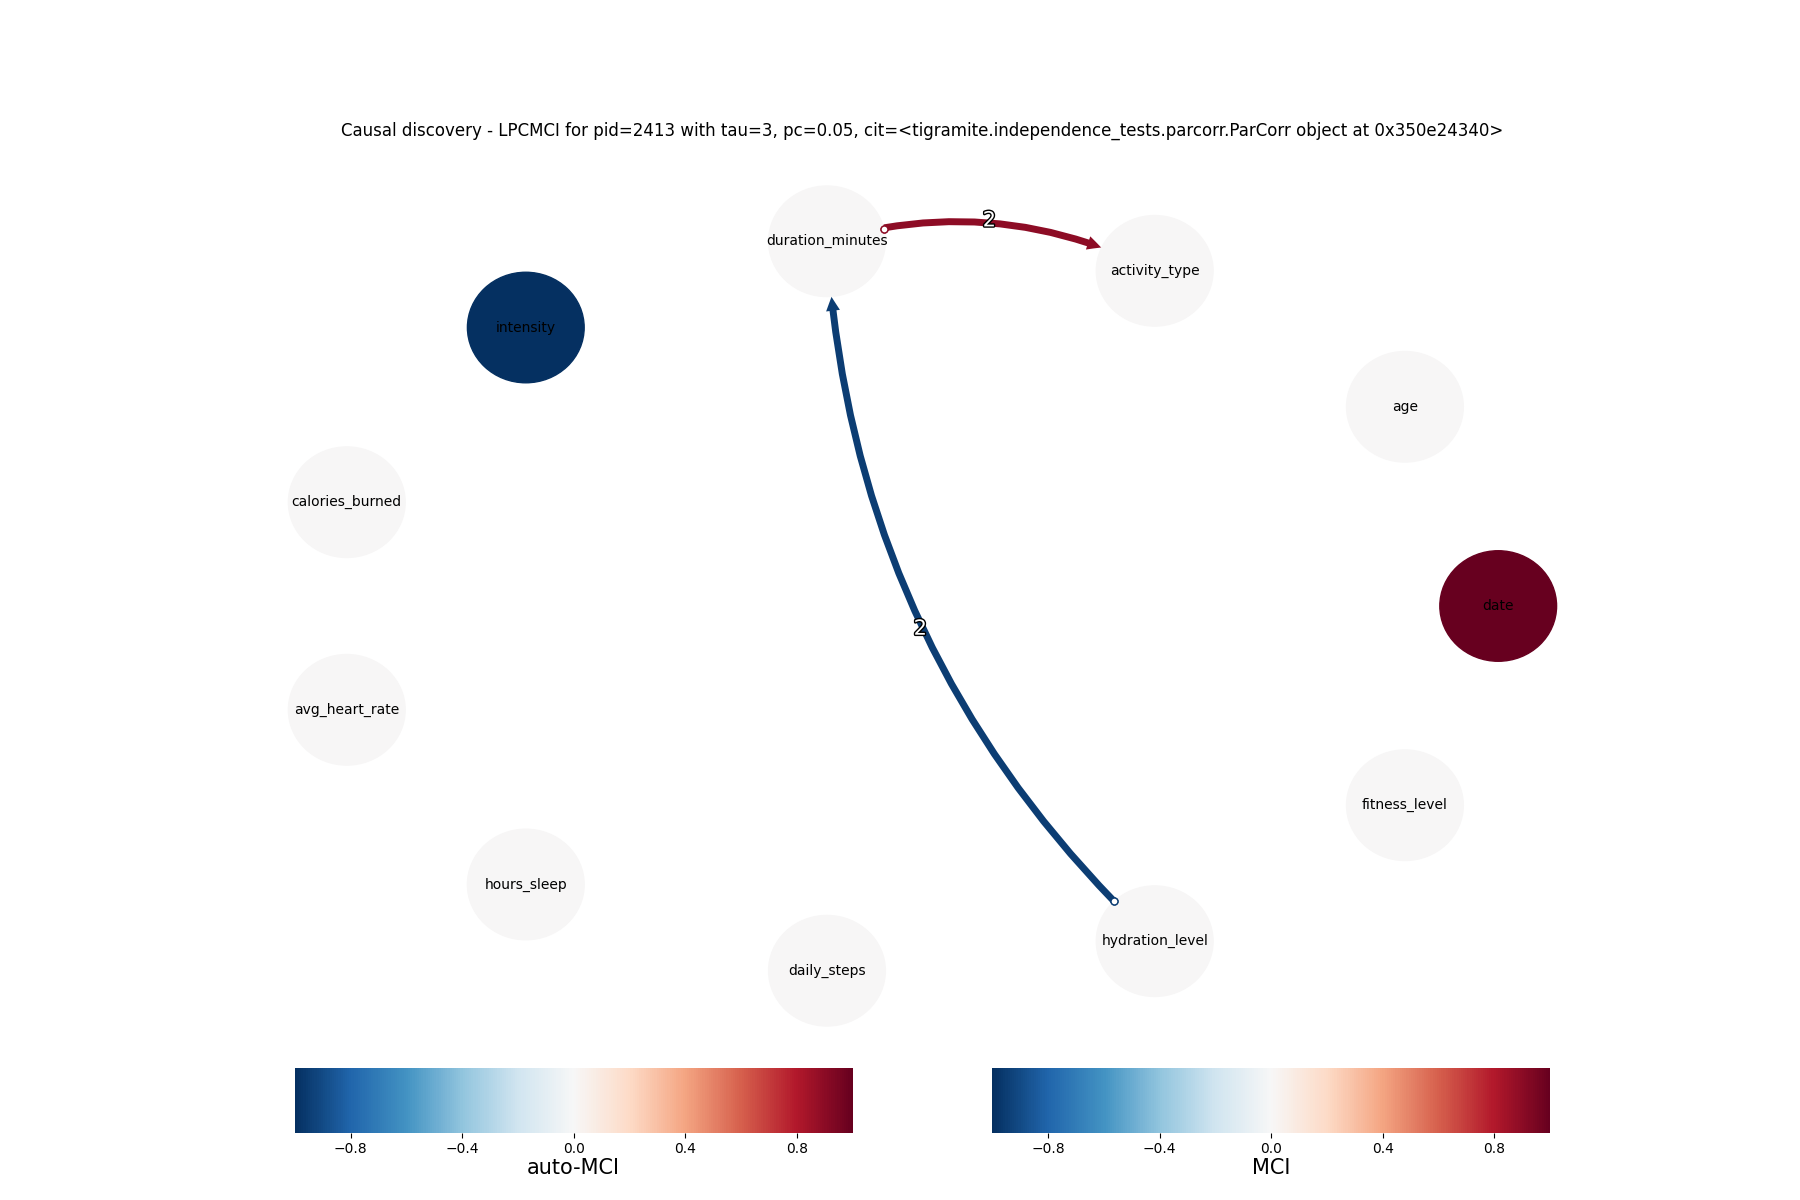 Causal discovery - LPCMCI for pid=2413 with tau=3, pc=0.05, cit=<tigramite.independence_tests.parcorr.ParCorr object at 0x350e24340>
2
duration_minutes
activity_type
intensity
age
calories_burned
date
2
avg_heart_rate
fitness_level
hours_sleep
hydration_level
daily_steps
−0.8 −0.4 0.0 0.4 0.8
auto-MCI
−0.8 −0.4 0.0 0.4 0.8
MCI